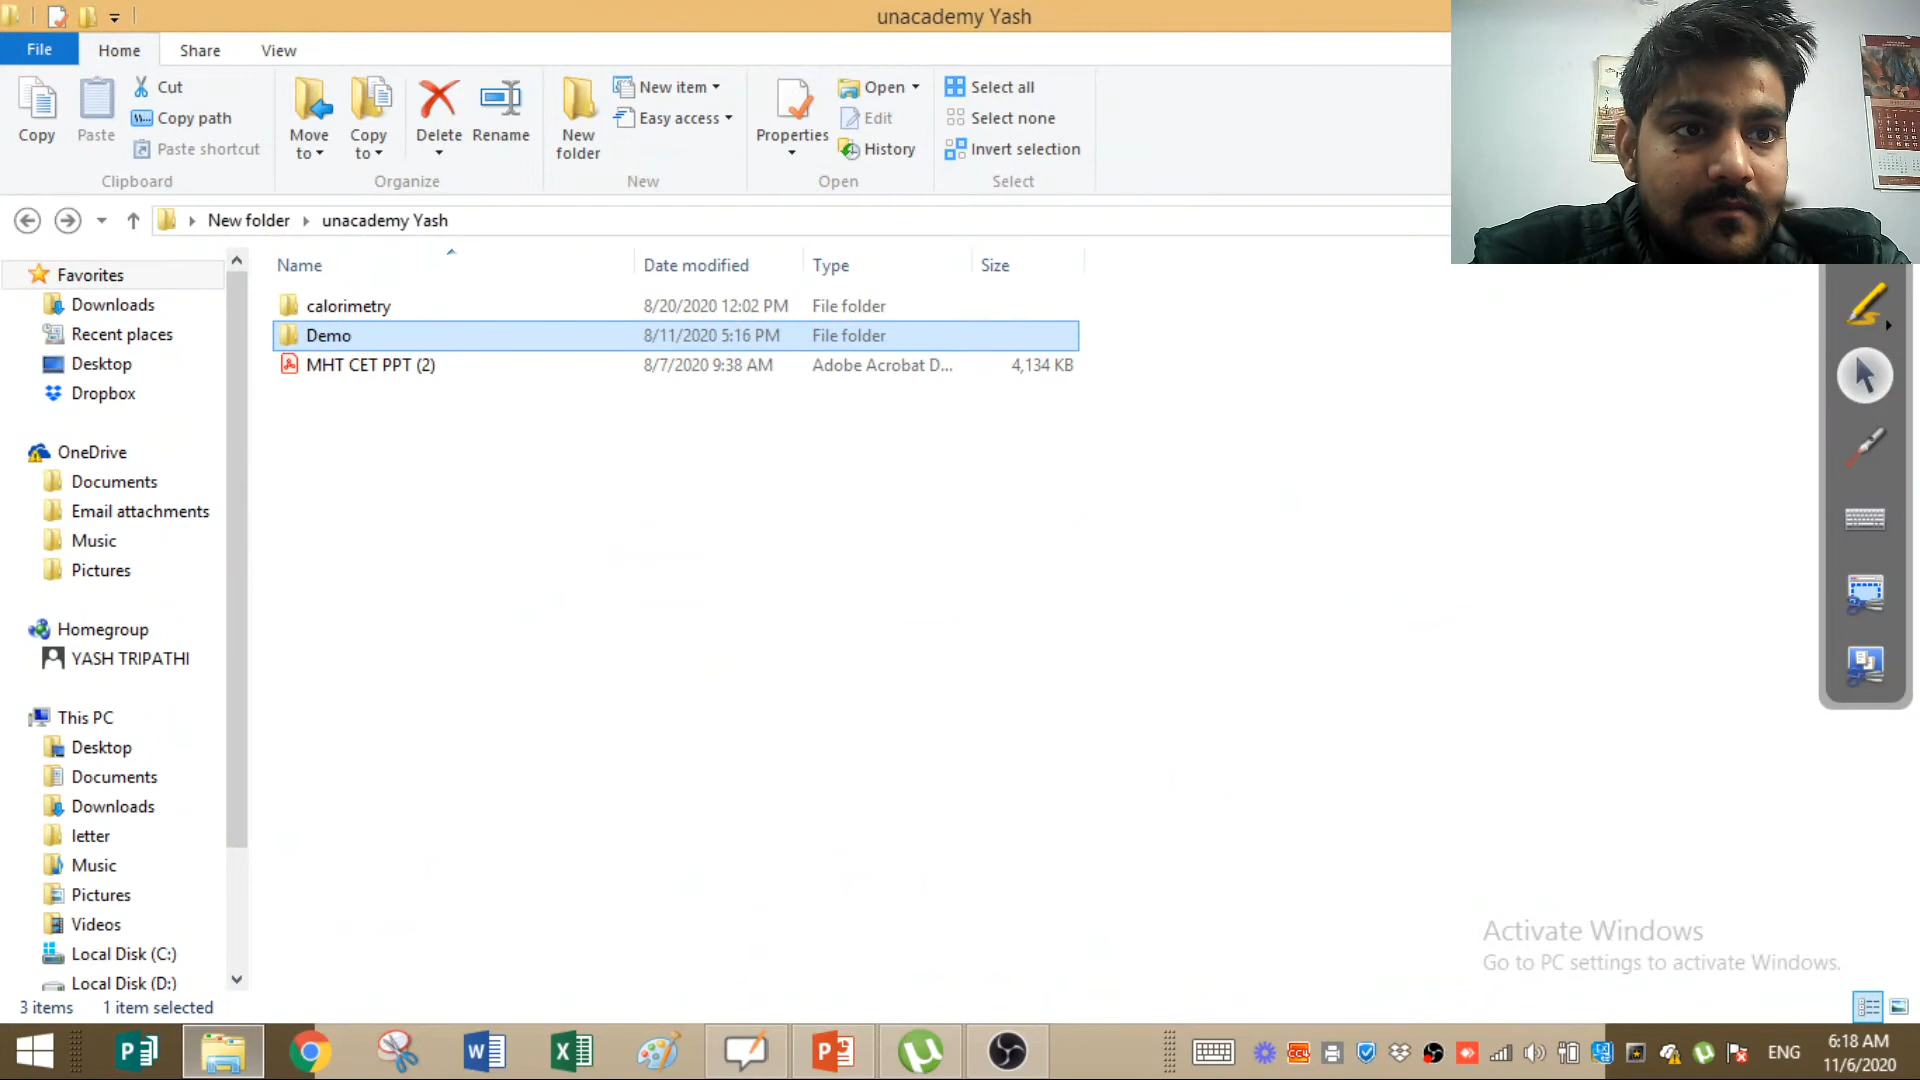 unacademy Yash
File Home Share View
Copy
Paste
Cut
Copy path
Paste shortcut
Clipboard
Move to
Copy to
Delete
Rename
Organize
New folder
New item
Easy access
New
Properties
Open
Edit
History
Open
Select all
Select none
Invert selection
Select
New folder unacademy Yash
Name Date modified Type Size
calorimetry 8/20/2020 12:02 PM File folder
Demo 8/11/2020 5:16 PM File folder
MHT CET PPT (2) 8/7/2020 9:38 AM Adobe Acrobat D... 4,134 KB
Favorites
Downloads
Recent places
Desktop
Dropbox
OneDrive
Documents
Email attachments
Music
Pictures
Homegroup
YASH TRIPATHI
This PC
Desktop
Documents
Downloads
letter
Music
Pictures
Videos
Local Disk (C:)
Local Disk (D:)
Activate Windows
Go to PC settings to activate Windows.
3 items 1 item selected
ENG
6:18 AM
11/6/2020